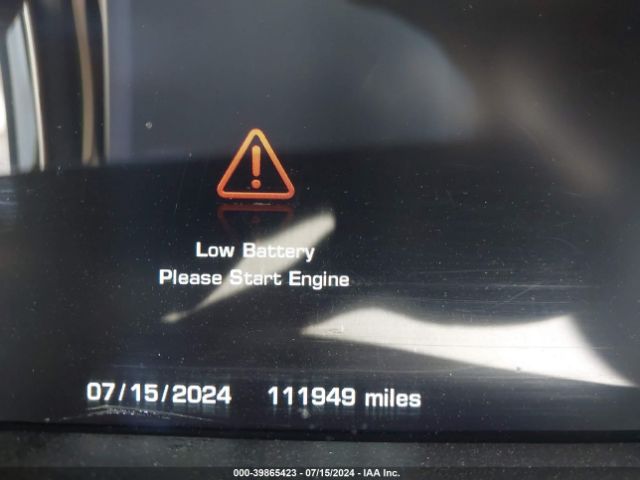 Low Battery
Please Start Engine
07/15/2024 111949 miles
000-39865423 - 07/15/2024 - IAA Inc.